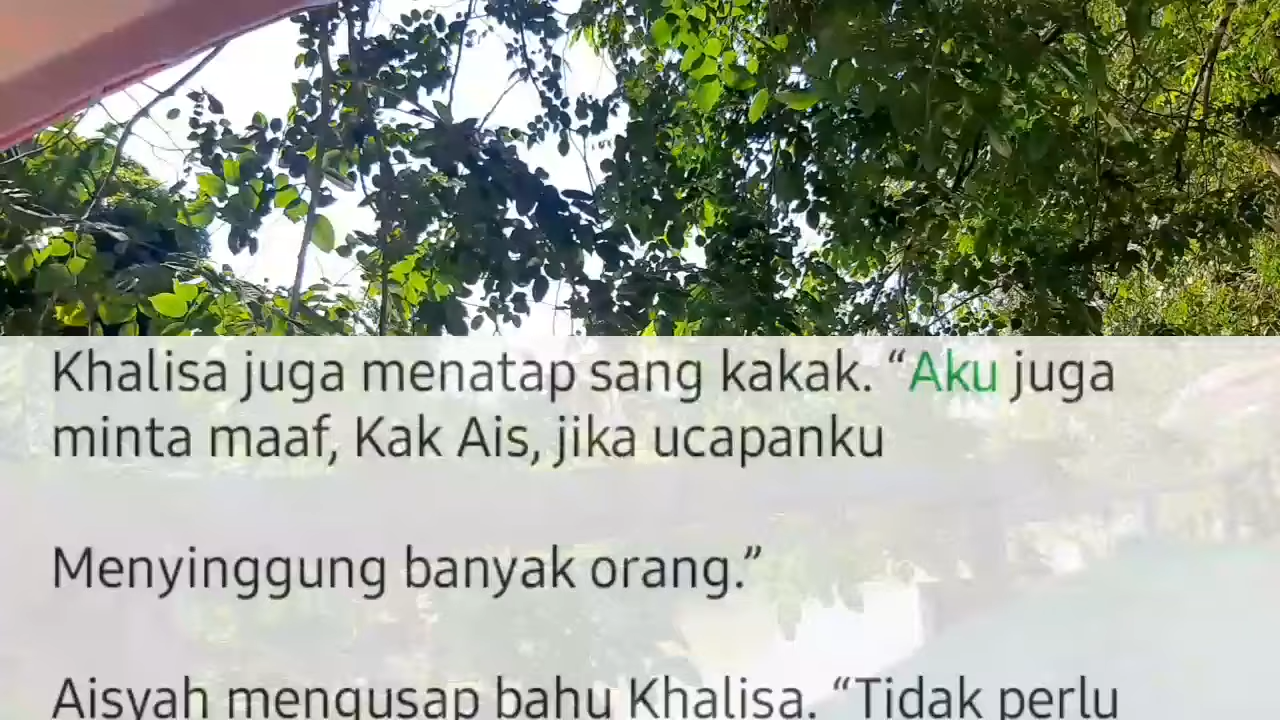 Khalisa juga menatap sang kakak. “Aku juga
minta maaf, Kak Ais, jika ucapanku
Menyinggung banyak orang.”
Aisyah mengusap bahu Khalisa. “Tidak perlu